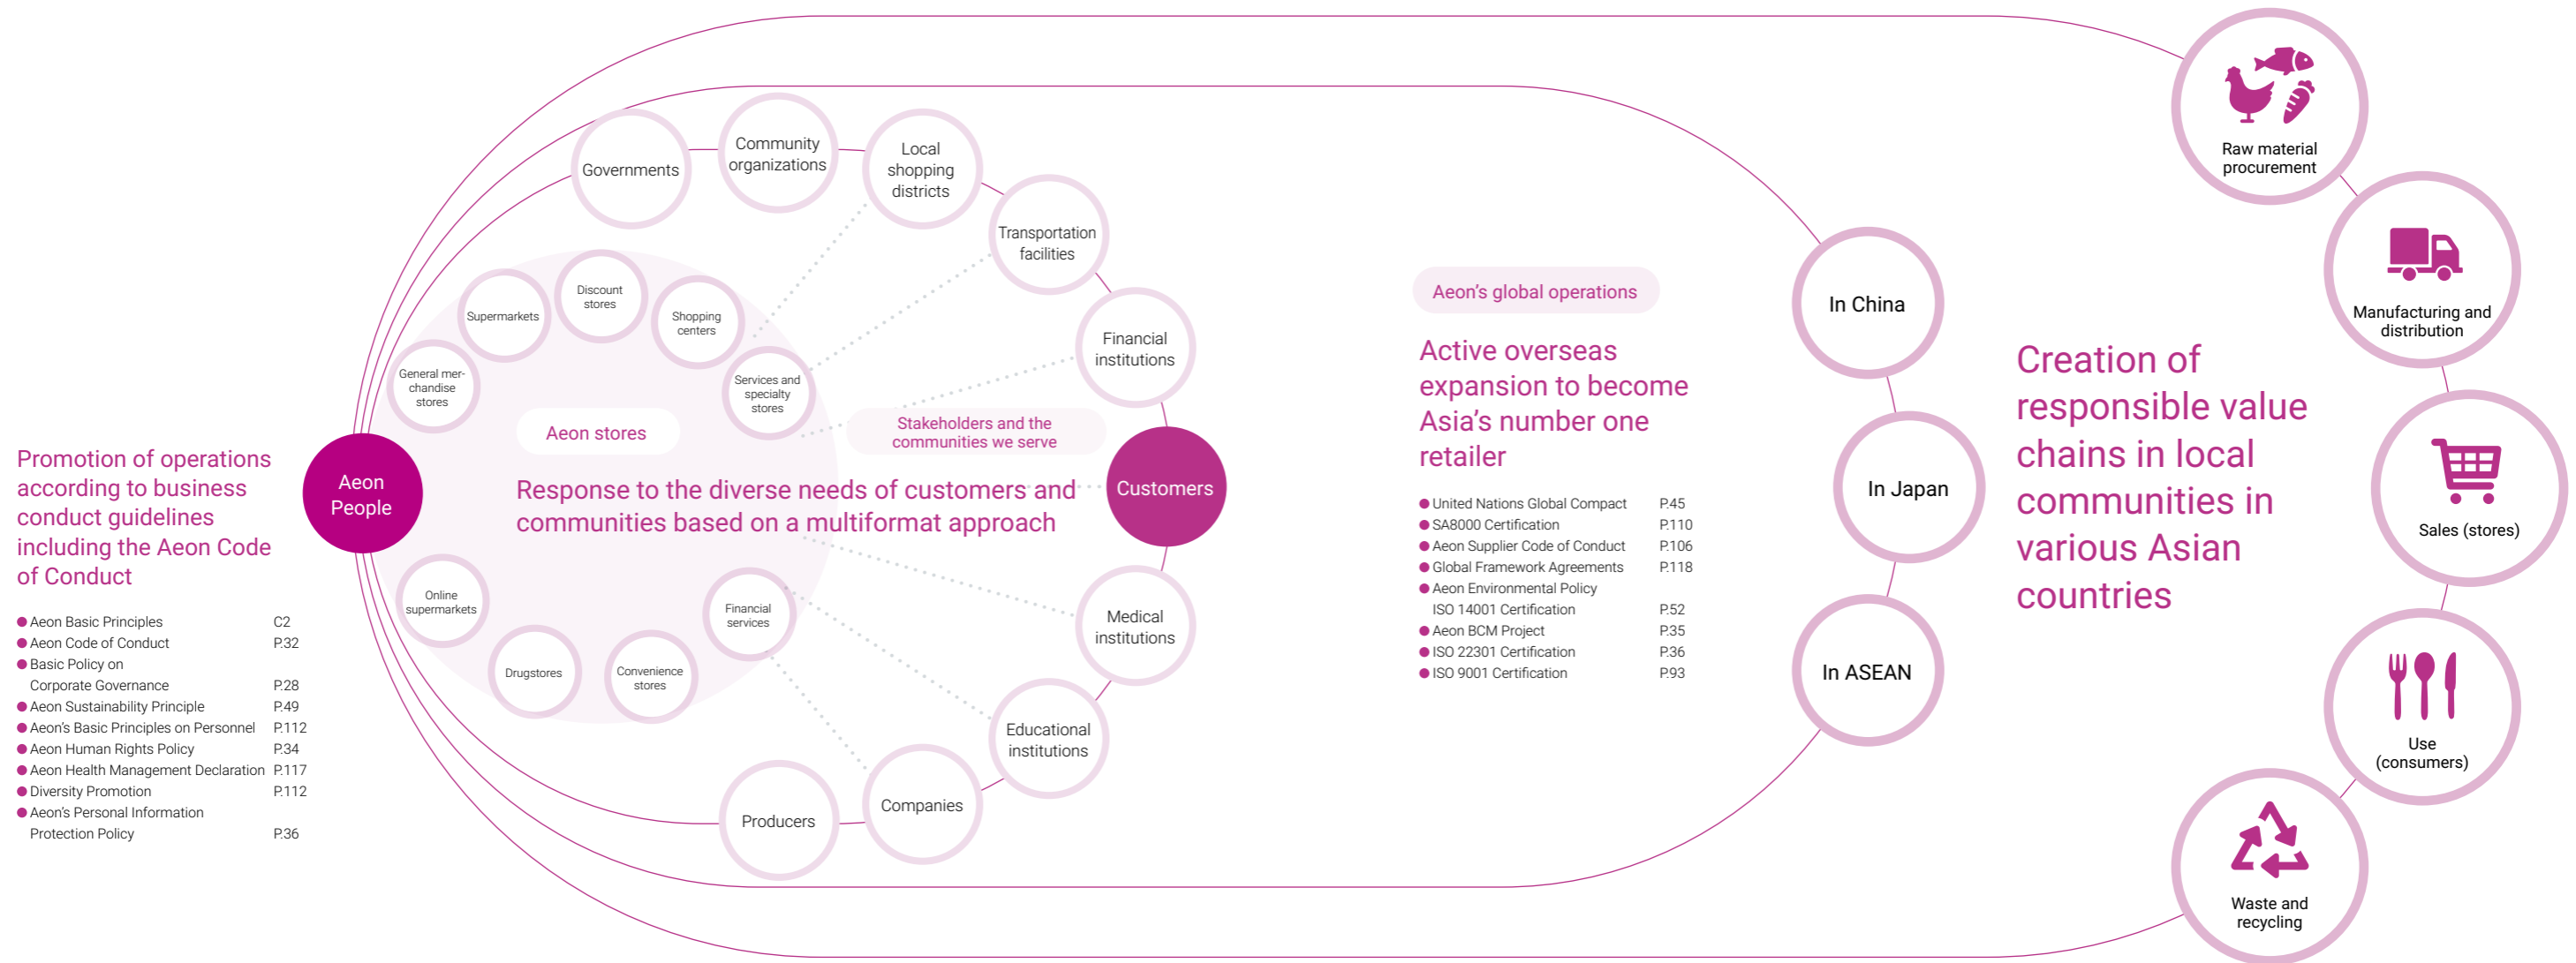 Promotion of operations
according to business
conduct guidelines
including the Aeon Code
of Conduct
Aeon Basic Principles C2
Aeon Code of Conduct P.32
Basic Policy on
Corporate Governance P.28
Aeon Sustainability Principle P.49
Aeon's Basic Principles on Personnel P.112
Aeon Human Rights Policy P.34
Aeon Health Management Declaration P.117
Diversity Promotion P.112
Aeon's Personal Information
Protection Policy P.36
Aeon
People
Governments
Community
organizations
Local
shopping
districts
Transportation
facilities
Financial
institutions
Customers
Medical
institutions
Educational
institutions
Companies
Producers
General mer-
chandise
stores
Supermarkets
Discount
stores
Shopping
centers
Services and
specialty
stores
Aeon stores
Stakeholders and the
communities we serve
Response to the diverse needs of customers and
communities based on a multiformat approach
Online
supermarkets
Drugstores
Convenience
stores
Financial
services
Aeon's global operations
Active overseas
expansion to become
Asia's number one
retailer
United Nations Global Compact P.45
SA8000 Certification P.110
Aeon Supplier Code of Conduct P.106
Global Framework Agreements P.118
Aeon Environmental Policy
ISO 14001 Certification P.52
Aeon BCM Project P.35
ISO 22301 Certification P.36
ISO 9001 Certification P.93
In China
In Japan
In ASEAN
Creation of
responsible value
chains in local
communities in
various Asian
countries
Raw material
procurement
Manufacturing and
distribution
Sales (stores)
Use
(consumers)
Waste and
recycling